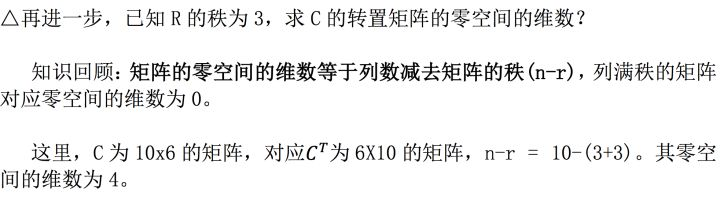 △再进一步，已知 R 的秩为 3，求 C 的转置矩阵的零空间的维数？
知识回顾：矩阵的零空间的维数等于列数减去矩阵的秩(n-r)，列满秩的矩阵
对应零空间的维数为 0。
这里，C 为 10x6 的矩阵，对应Cᵀ为 6X10 的矩阵，n-r = 10-(3+3)。其零空
间的维数为 4。